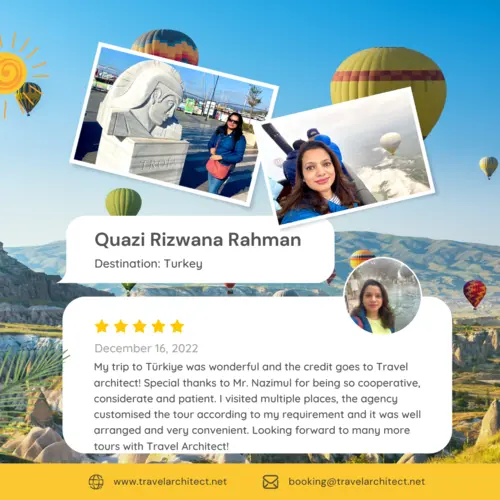 Quazi Rizwana Rahman
Destination: Turkey
December 16, 2022
My trip to Türkiye was wonderful and the credit goes to Travel
architect! Special thanks to Mr. Nazimul for being so cooperative,
considerate and patient. I visited multiple places, the agency
customised the tour according to my requirement and it was well
arranged and very convenient. Looking forward to many more
tours with Travel Architect!
www.travelarchitect.net
booking@travelarchitect.net